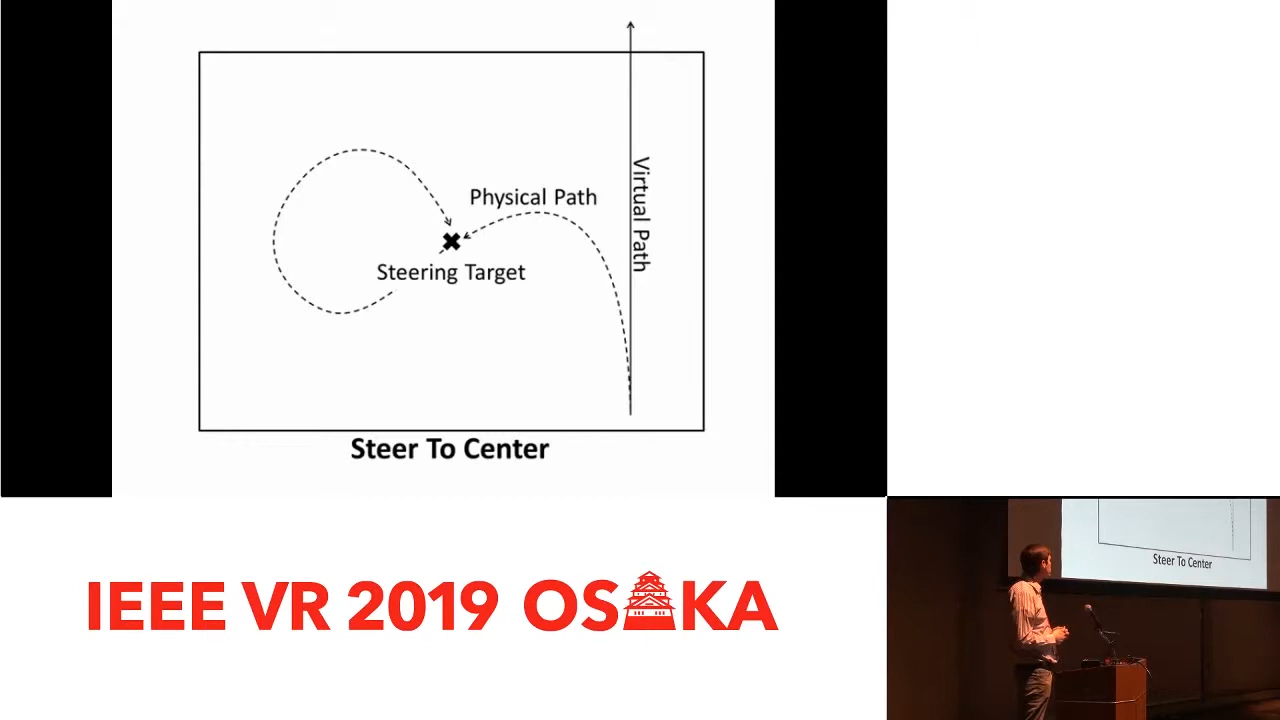 Physical Path
Virtual Path
Steering Target
Steer To Center
IEEE VR 2019 OSAKA
Steer To Center